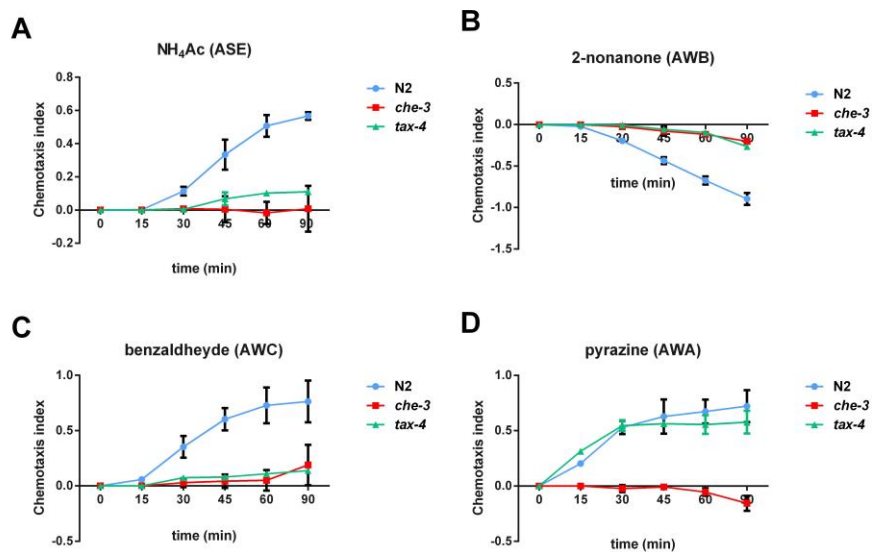 A
NH₄Ac (ASE)
Chemotaxis index
0.8
0.6
0.4
0.2
0.0
-0.2
0 15 30 45 60 90
time (min)
N2
che-3
tax-4
B
2-nonanone (AWB)
Chemotaxis index
0.5
0.0
-0.5
-1.0
-1.5
0 15 30 45 60 90
time (min)
N2
che-3
tax-4
C
benzaldheyde (AWC)
Chemotaxis index
1.0
0.5
0.0
-0.5
0 15 30 45 60 90
time (min)
N2
che-3
tax-4
D
pyrazine (AWA)
Chemotaxis index
1.0
0.5
0.0
-0.5
0 15 30 45 60 90
time (min)
N2
che-3
tax-4